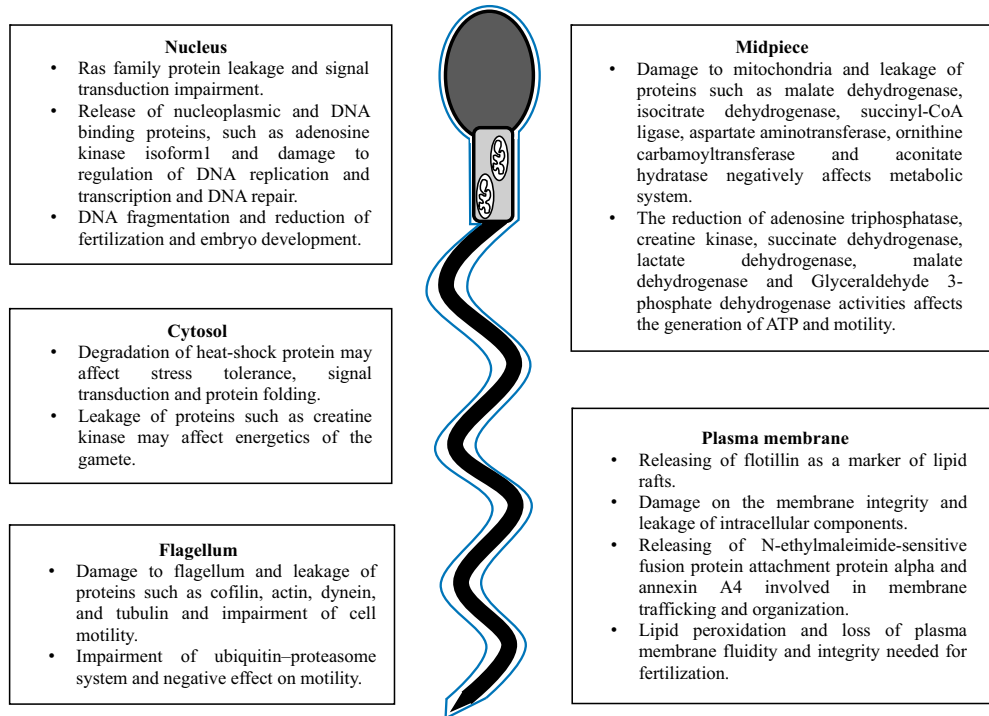 Nucleus
• Ras family protein leakage and signal
transduction impairment.
• Release of nucleoplasmic and DNA
binding proteins, such as adenosine
kinase isoform1 and damage to
regulation of DNA replication and
transcription and DNA repair.
• DNA fragmentation and reduction of
fertilization and embryo development.
Cytosol
• Degradation of heat-shock protein may
affect stress tolerance, signal
transduction and protein folding.
• Leakage of proteins such as creatine
kinase may affect energetics of the
gamete.
Flagellum
• Damage to flagellum and leakage of
proteins such as cofilin, actin, dynein,
and tubulin and impairment of cell
motility.
• Impairment of ubiquitin–proteasome
system and negative effect on motility.
Midpiece
• Damage to mitochondria and leakage of
proteins such as malate dehydrogenase,
isocitrate dehydrogenase, succinyl-CoA
ligase, aspartate aminotransferase, ornithine
carbamoyltransferase and aconitate
hydratase negatively affects metabolic
system.
• The reduction of adenosine triphosphatase,
creatine kinase, succinate dehydrogenase,
lactate dehydrogenase, malate
dehydrogenase and Glyceraldehyde 3-
phosphate dehydrogenase activities affects
the generation of ATP and motility.
Plasma membrane
• Releasing of flotillin as a marker of lipid
rafts.
• Damage on the membrane integrity and
leakage of intracellular components.
• Releasing of N-ethylmaleimide-sensitive
fusion protein attachment protein alpha and
annexin A4 involved in membrane
trafficking and organization.
• Lipid peroxidation and loss of plasma
membrane fluidity and integrity needed for
fertilization.